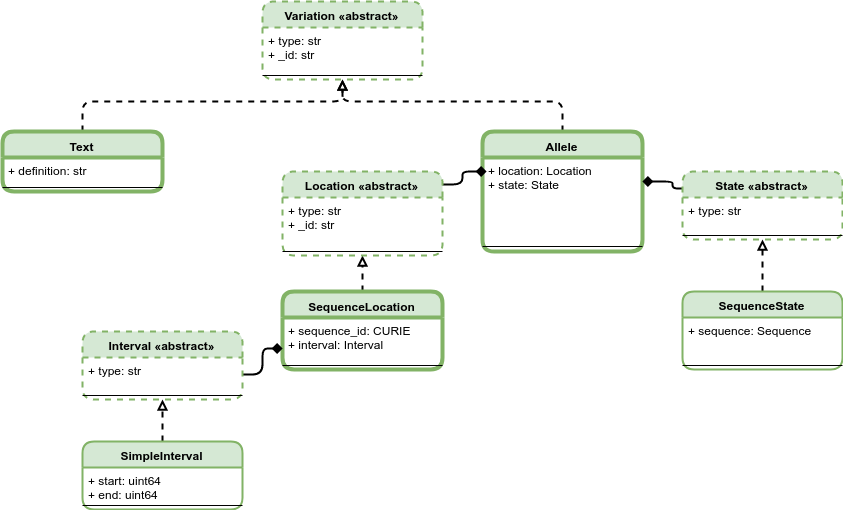 Variation «abstract»
+ type: str
+ _id: str
Text
+ definition: str
Allele
+ location: Location
+ state: State
Location «abstract»
+ type: str
+ _id: str
State «abstract»
+ type: str
SequenceLocation
+ sequence_id: CURIE
+ interval: Interval
SequenceState
+ sequence: Sequence
Interval «abstract»
+ type: str
SimpleInterval
+ start: uint64
+ end: uint64